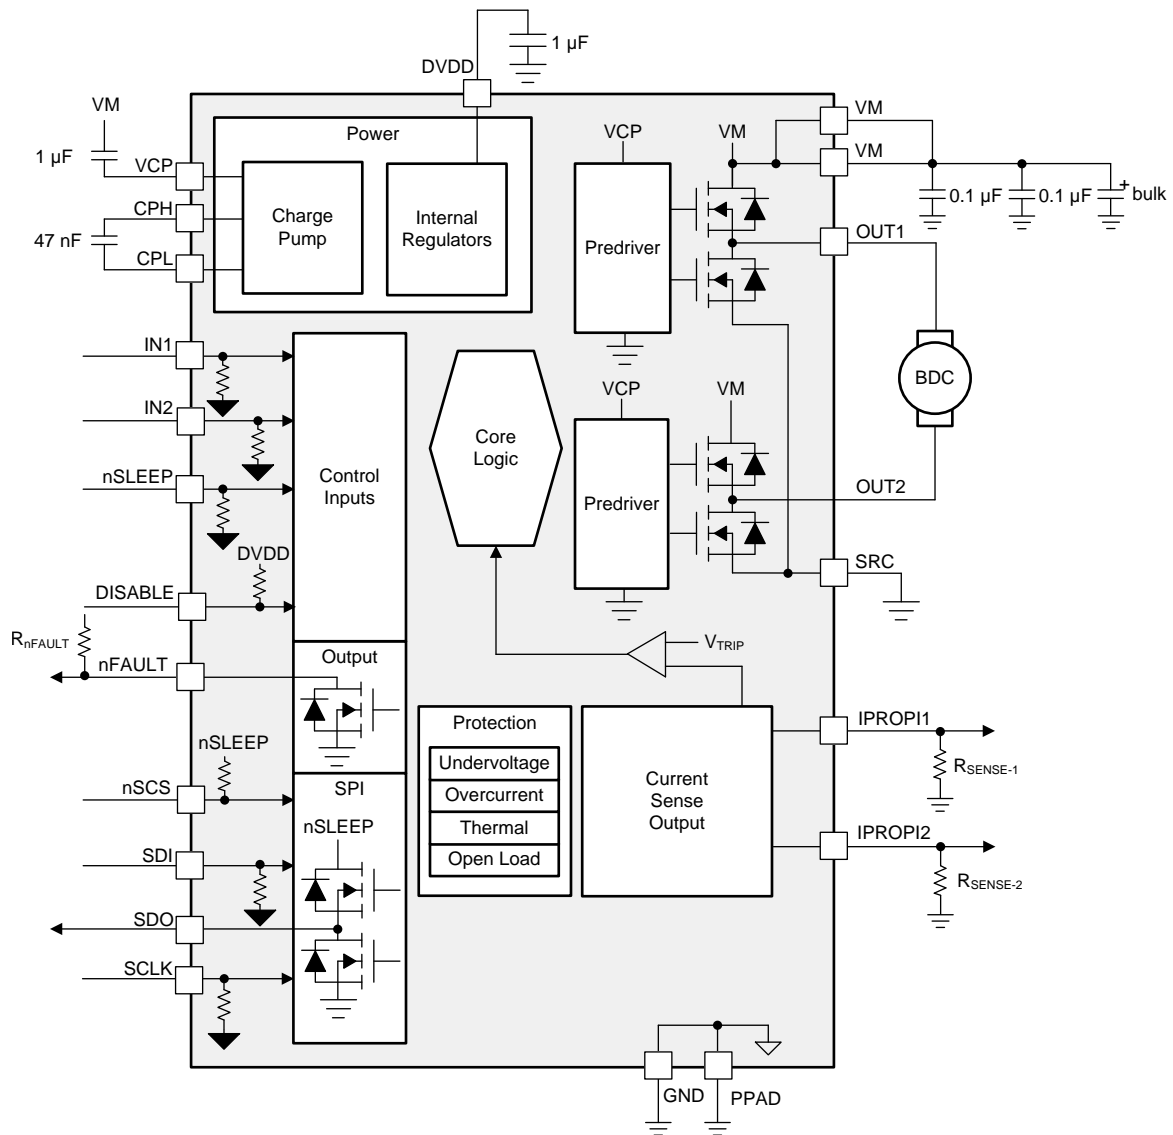 1 µF
DVDD
VM
1 µF
VCP
CPH
47 nF
CPL
Power
Charge
Pump
Internal
Regulators
VCP
VM
Predriver
VM
VM
0.1 µF
0.1 µF
+
bulk
OUT1
BDC
OUT2
VCP
VM
Predriver
SRC
IN1
IN2
nSLEEP
DVDD
DISABLE
RnFAULT
nFAULT
Control
Inputs
Core
Logic
Output
VTRIP
nSLEEP
nSCS
SDI
SDO
SCLK
SPI
nSLEEP
Protection
Undervoltage
Overcurrent
Thermal
Open Load
Current
Sense
Output
IPROPI1
RSENSE-1
IPROPI2
RSENSE-2
GND
PPAD